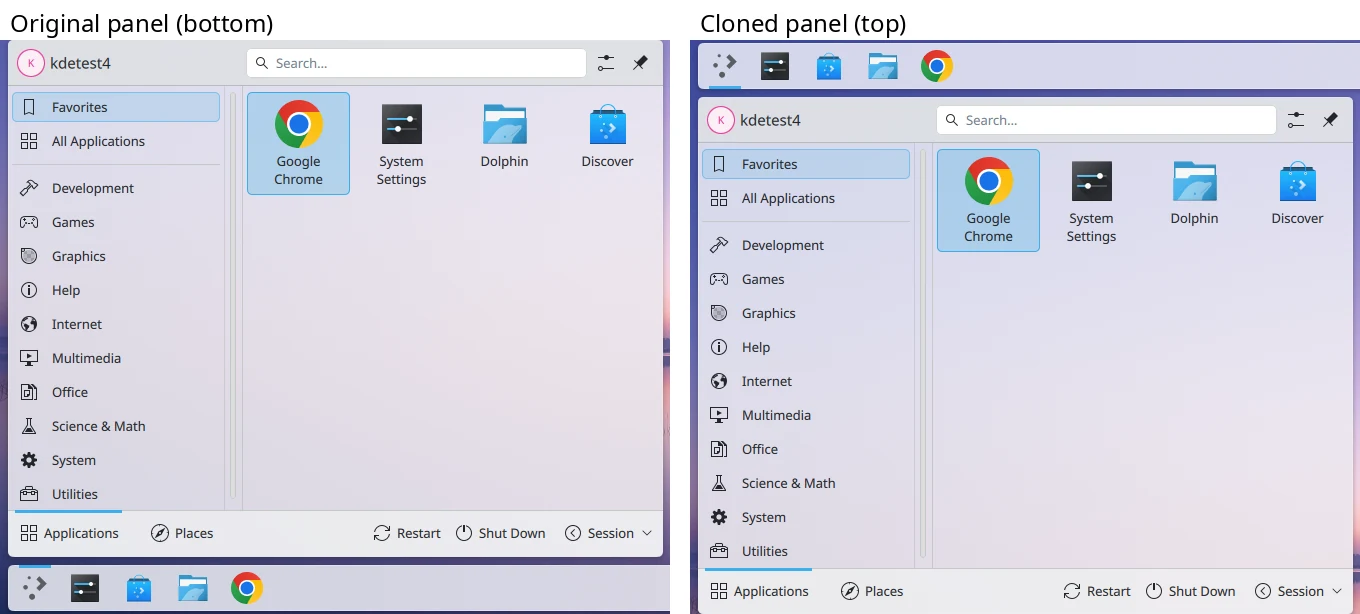 Original panel (bottom)
K
kdetest4
Search...
Favorites
All Applications
Development
Games
Graphics
Help
Internet
Multimedia
Office
Science & Math
System
Utilities
Google
Chrome
System
Settings
Dolphin
Discover
Applications
Places
Restart
Shut Down
Session
Cloned panel (top)
K
kdetest4
Search...
Favorites
All Applications
Development
Games
Graphics
Help
Internet
Multimedia
Office
Science & Math
System
Utilities
Google
Chrome
System
Settings
Dolphin
Discover
Applications
Places
Restart
Shut Down
Session